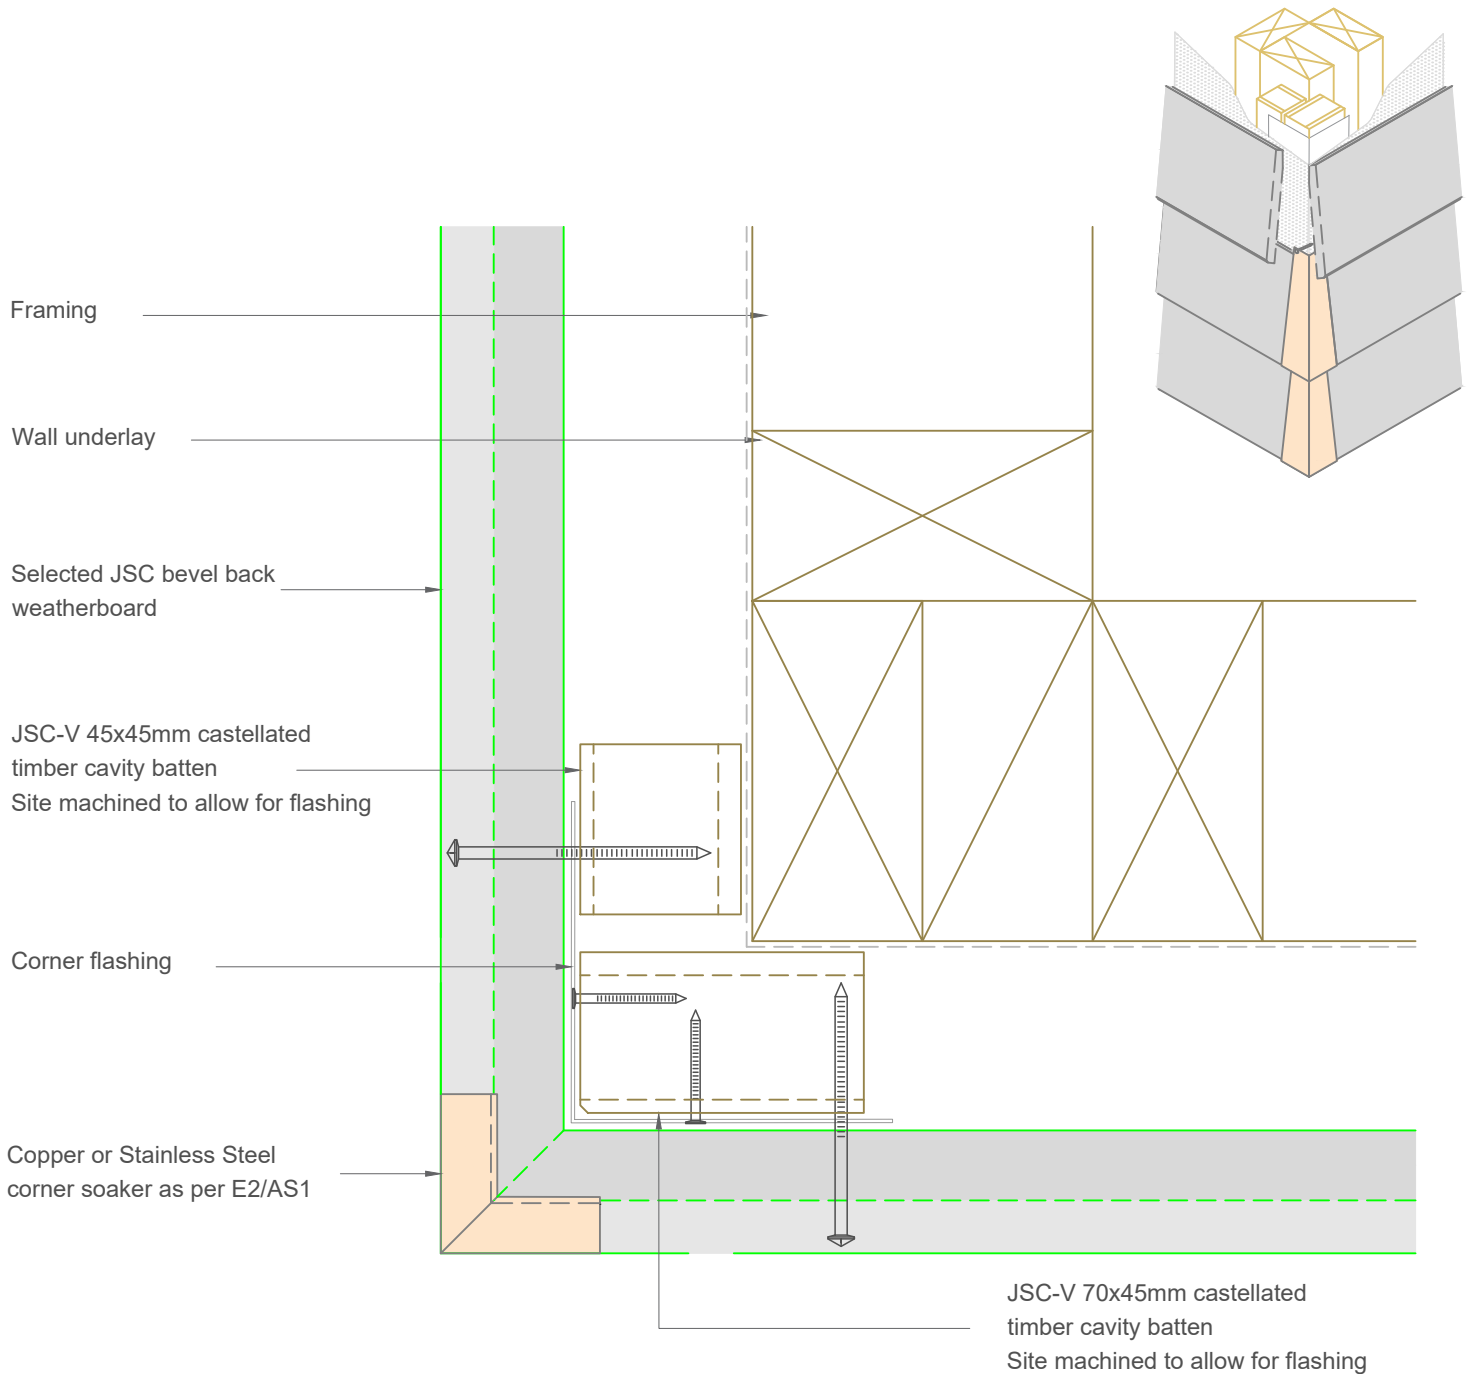 Framing
Wall underlay
Selected JSC bevel back
weatherboard
JSC-V 45x45mm castellated
timber cavity batten
Site machined to allow for flashing
Corner flashing
Copper or Stainless Steel
corner soaker as per E2/AS1
JSC-V 70x45mm castellated
timber cavity batten
Site machined to allow for flashing